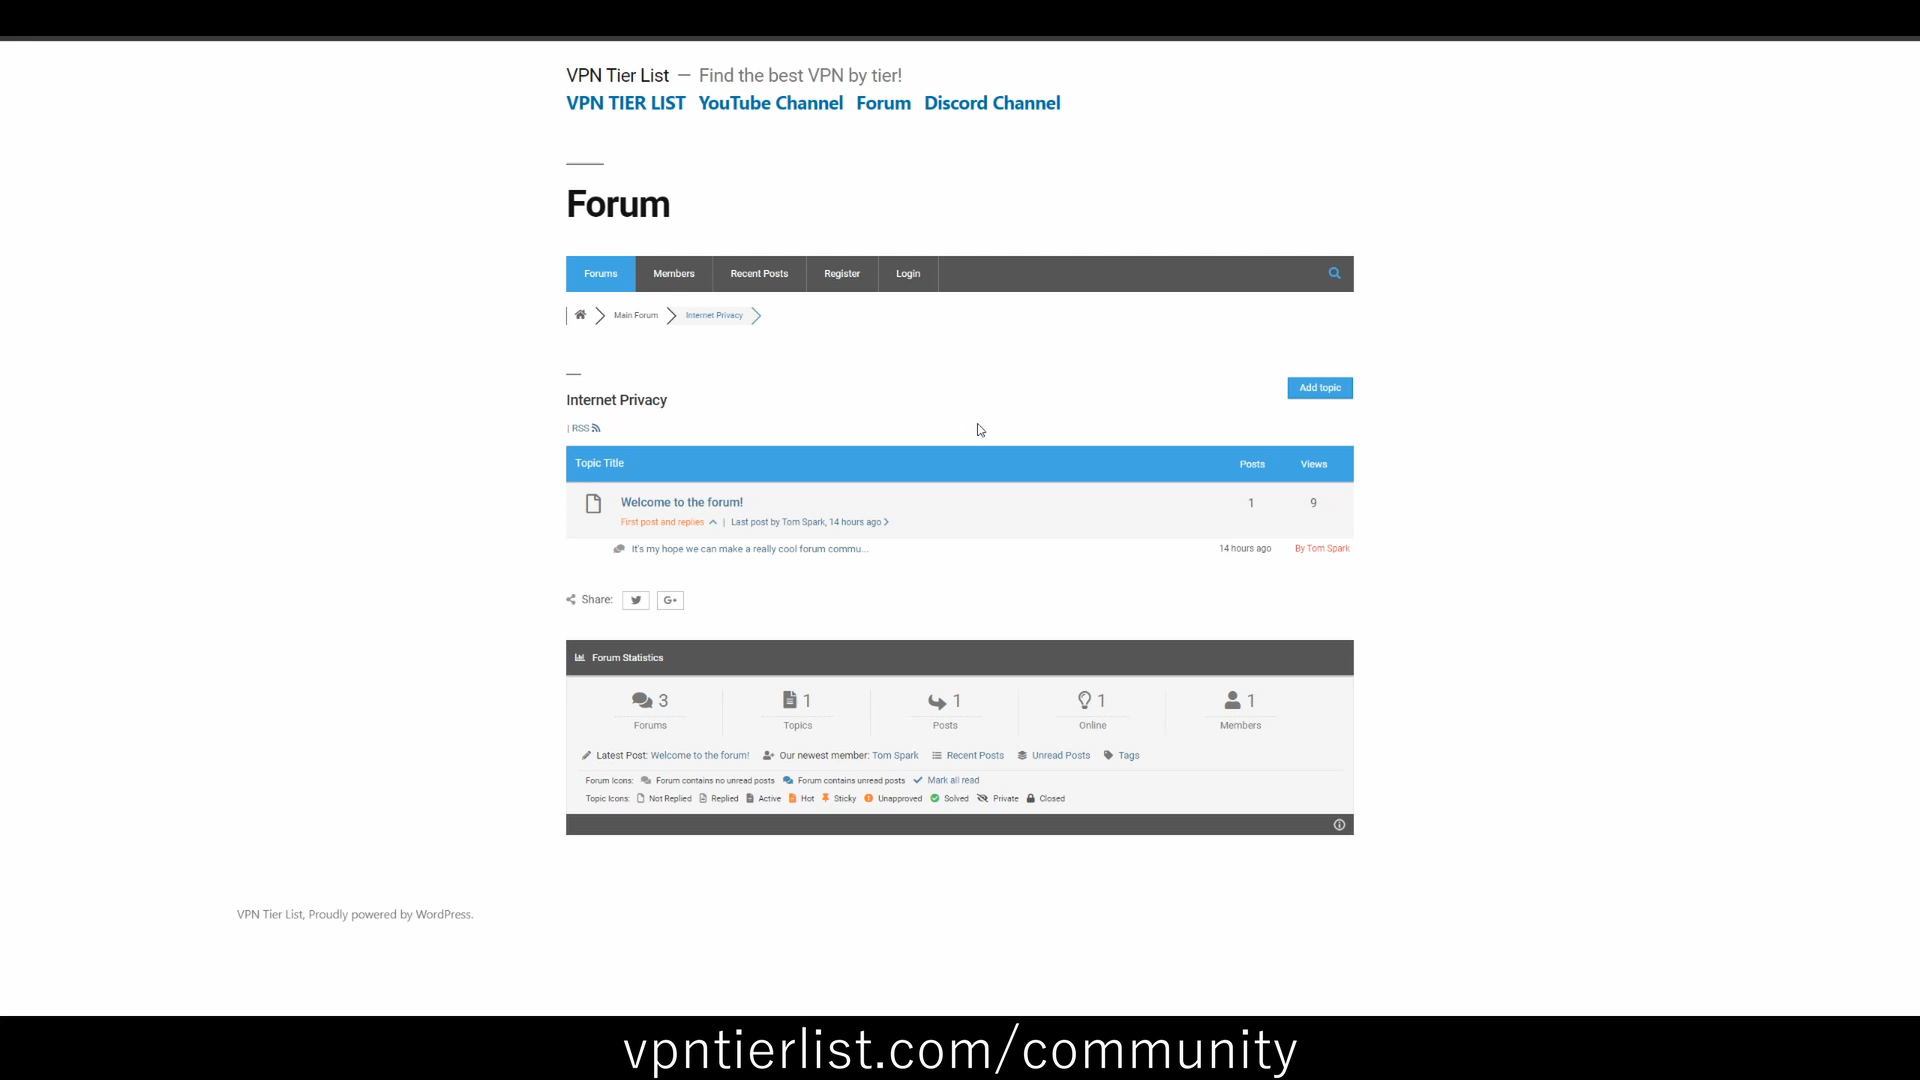 VPN Tier List — Find the best VPN by tier!
VPN TIER LIST YouTube Channel Forum Discord Channel
Forum
Forums Members Recent Posts Register Login
Main Forum Internet Privacy
Add topic
Internet Privacy
| RSS
Topic Title Posts Views
Welcome to the forum! 1 9
First post and replies | Last post by Tom Spark, 14 hours ago
It's my hope we can make a really cool forum commu... 14 hours ago By Tom Spark
Share: G+
Forum Statistics
3 1 1 1 1
Forums Topics Posts Online Members
Latest Post: Welcome to the forum! Our newest member: Tom Spark Recent Posts Unread Posts Tags
Forum Icons: Forum contains no unread posts Forum contains unread posts Mark all read
Topic Icons: Not Replied Replied Active Hot Sticky Unapproved Solved Private Closed
VPN Tier List, Proudly powered by WordPress.
vpntierlist.com/community